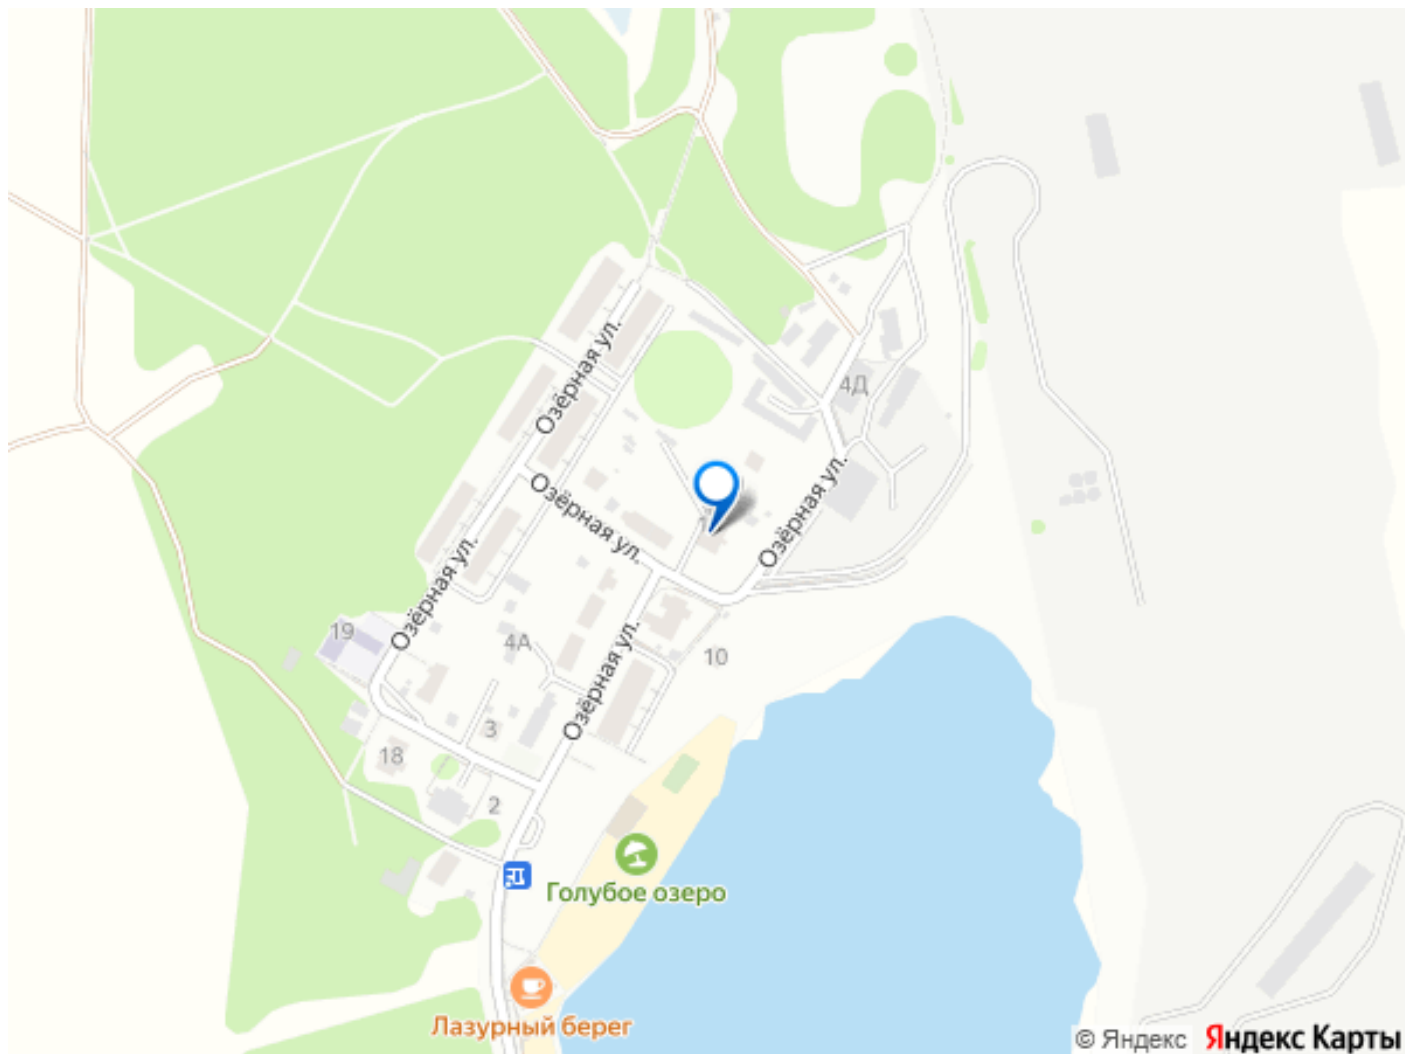 Озёрная ул.
4Д
Озёрная ул.
Озёрная ул.
Озёрная ул.
19
4А
Озёрная ул.
10
3
18
2
Голубое озеро
Лазурный берег
© Яндекс Яндекс Карты